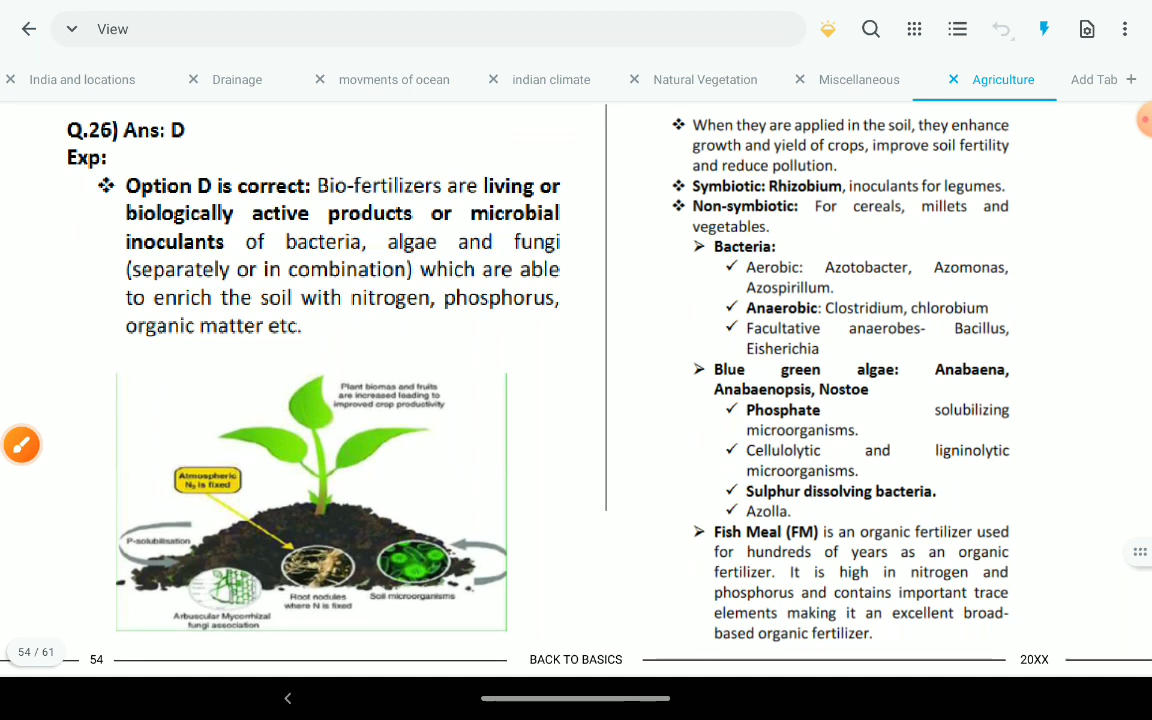 View
India and locations
Drainage
movments of ocean
indian climate
Natural Vegetation
Miscellaneous
Agriculture
Add Tab +
Q.26) Ans: D
Exp:
❖ Option D is correct: Bio-fertilizers are living or
biologically active products or microbial
inoculants of bacteria, algae and fungi
(separately or in combination) which are able
to enrich the soil with nitrogen, phosphorus,
organic matter etc.
Plant biomas and fruits
are increased leading to
improved crop productivity
Atmospheric
N₂ is fixed
P-solubilisation
Root nodules
where N is fixed
Soil microorganisms
Arbuscular Mycorrhizal
fungi association
❖ When they are applied in the soil, they enhance
growth and yield of crops, improve soil fertility
and reduce pollution.
❖ Symbiotic: Rhizobium, inoculants for legumes.
❖ Non-symbiotic: For cereals, millets and
vegetables.
➢ Bacteria:
✓ Aerobic: Azotobacter, Azomonas,
Azospirillum.
✓ Anaerobic: Clostridium, chlorobium
✓ Facultative anaerobes- Bacillus,
Eisherichia
➢ Blue green algae: Anabaena,
Anabaenopsis, Nostoe
✓ Phosphate solubilizing
microorganisms.
✓ Cellulolytic and ligninolytic
microorganisms.
✓ Sulphur dissolving bacteria.
✓ Azolla.
➢ Fish Meal (FM) is an organic fertilizer used
for hundreds of years as an organic
fertilizer. It is high in nitrogen and
phosphorus and contains important trace
elements making it an excellent broad-
based organic fertilizer.
54 / 61
54
BACK TO BASICS
20XX